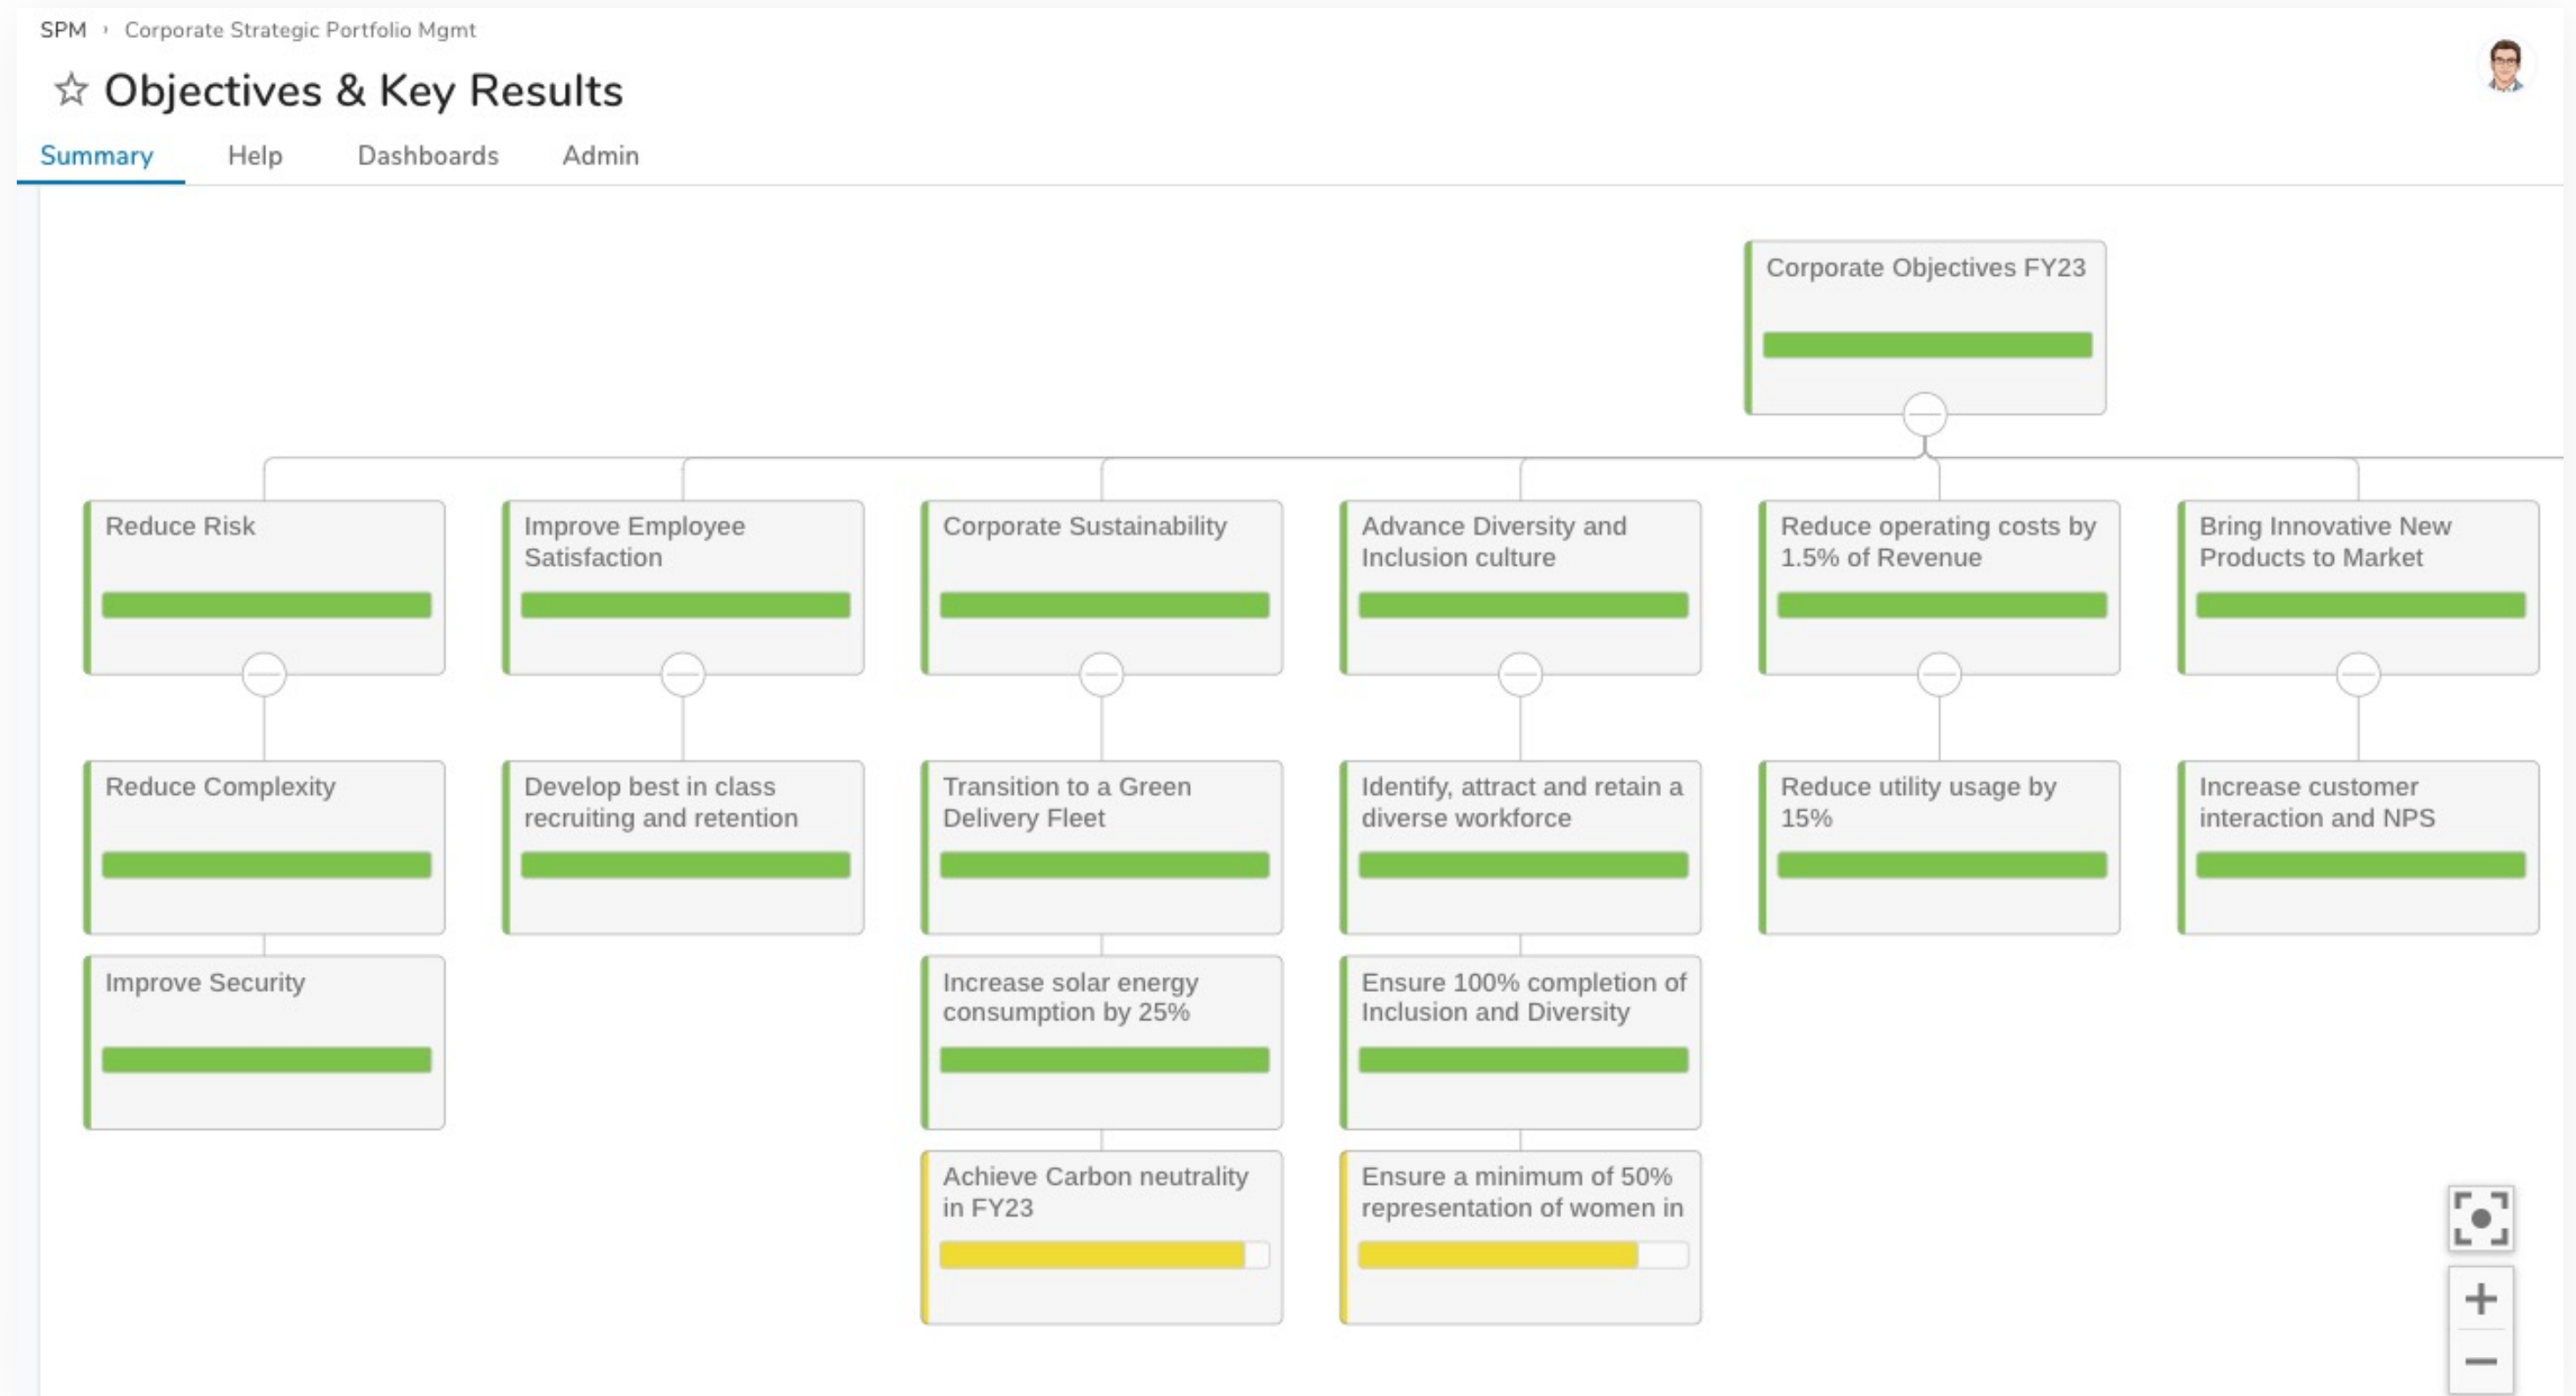 SPM › Corporate Strategic Portfolio Mgmt
Objectives & Key Results
Summary Help Dashboards Admin
Corporate Objectives FY23
Reduce Risk
Improve Employee
Satisfaction
Corporate Sustainability
Advance Diversity and
Inclusion culture
Reduce operating costs by
1.5% of Revenue
Bring Innovative New
Products to Market
Reduce Complexity
Develop best in class
recruiting and retention
Transition to a Green
Delivery Fleet
Identify, attract and retain a
diverse workforce
Reduce utility usage by
15%
Increase customer
interaction and NPS
Improve Security
Increase solar energy
consumption by 25%
Ensure 100% completion of
Inclusion and Diversity
Achieve Carbon neutrality
in FY23
Ensure a minimum of 50%
representation of women in